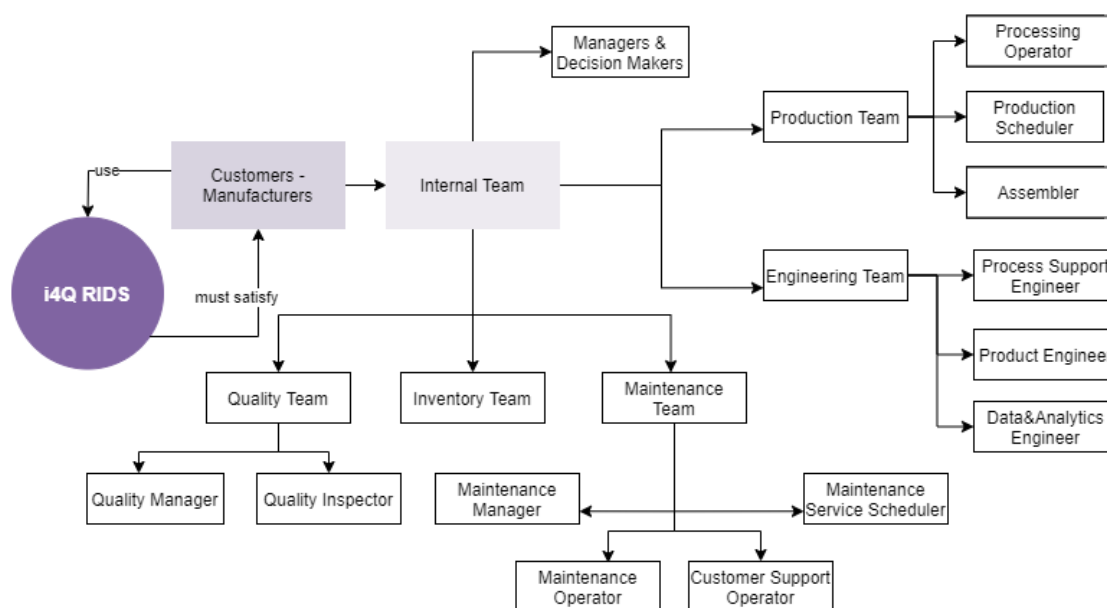 Managers &
Decision Makers
Processing
Operator
Production Team
Production
Scheduler
Assembler
use
Customers -
Manufacturers
Internal Team
i4Q RIDS
must satisfy
Engineering Team
Process Support
Engineer
Product Engineer
Data&Analytics
Engineer
Quality Team
Inventory Team
Maintenance
Team
Quality Manager
Quality Inspector
Maintenance
Manager
Maintenance
Service Scheduler
Maintenance
Operator
Customer Support
Operator